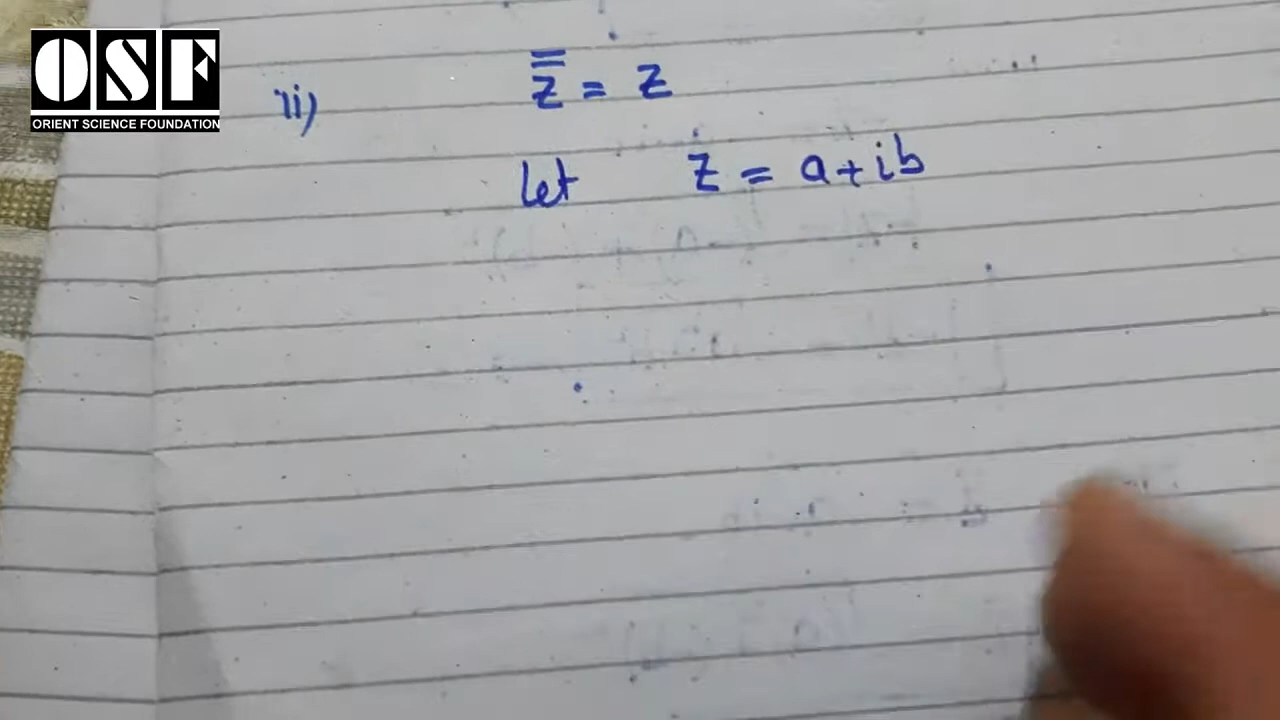 OSF
ORIENT SCIENCE FOUNDATION
ii) z̿ = z
Let z = a + ib